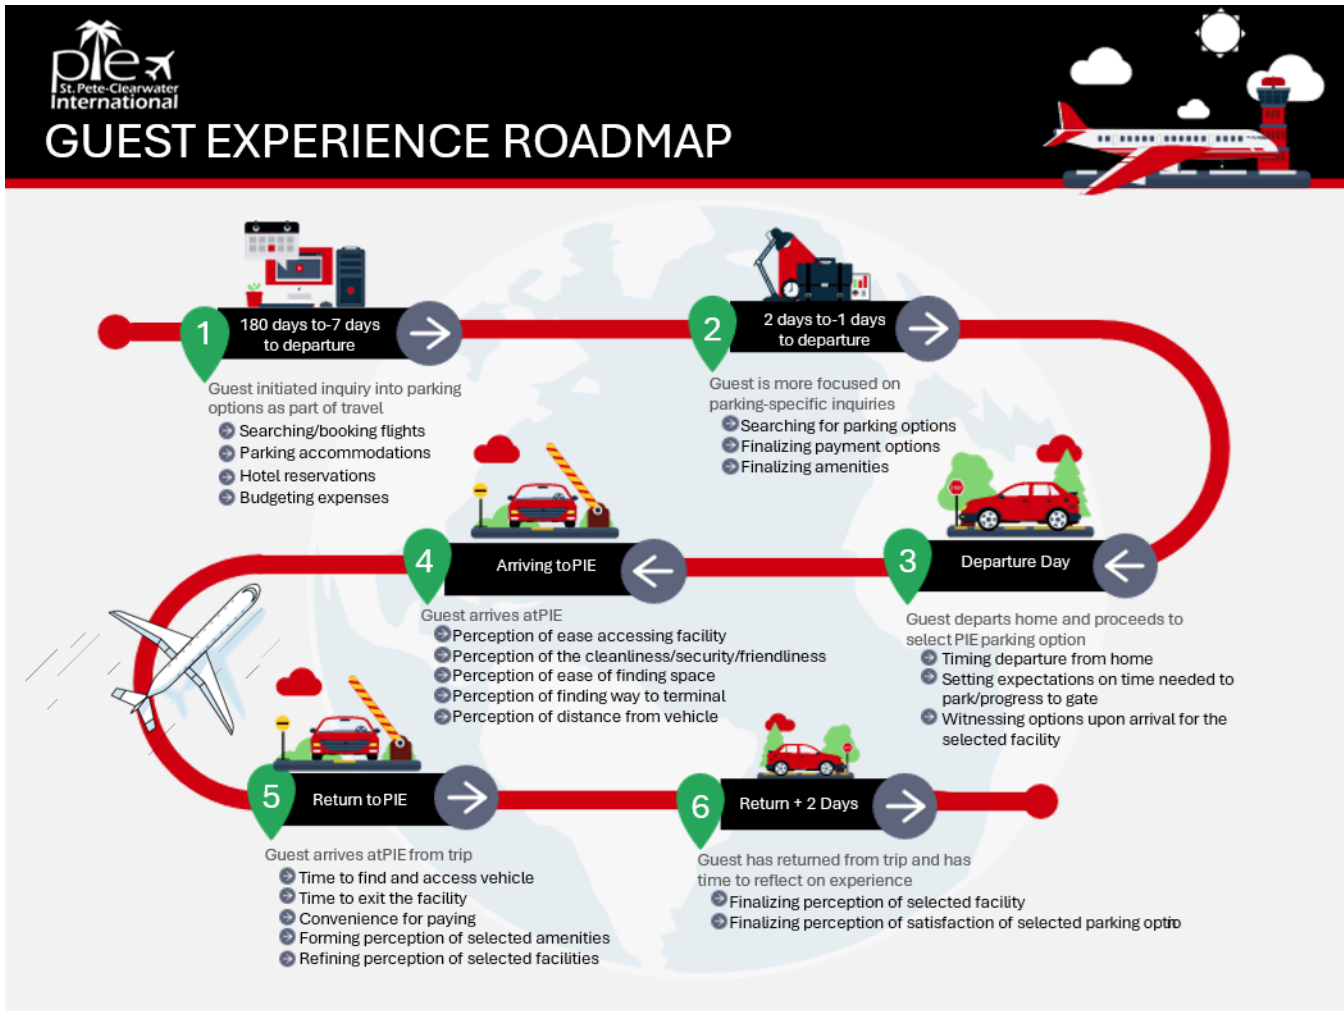 pie
St. Pete-Clearwater
International
GUEST EXPERIENCE ROADMAP
1
180 days to-7 days
to departure
Guest initiated inquiry into parking
options as part of travel
Searching/booking flights
Parking accommodations
Hotel reservations
Budgeting expenses
2
2 days to-1 days
to departure
Guest is more focused on
parking-specific inquiries
Searching for parking options
Finalizing payment options
Finalizing amenities
3
Departure Day
Guest departs home and proceeds to
select PIE parking option
Timing departure from home
Setting expectations on time needed to
park/progress to gate
Witnessing options upon arrival for the
selected facility
4
Arriving to PIE
Guest arrives at PIE
Perception of ease accessing facility
Perception of the cleanliness/security/friendliness
Perception of ease of finding space
Perception of finding way to terminal
Perception of distance from vehicle
5
Return to PIE
Guest arrives at PIE from trip
Time to find and access vehicle
Time to exit the facility
Convenience for paying
Forming perception of selected amenities
Refining perception of selected facilities
6
Return + 2 Days
Guest has returned from trip and has
time to reflect on experience
Finalizing perception of selected facility
Finalizing perception of satisfaction of selected parking optio